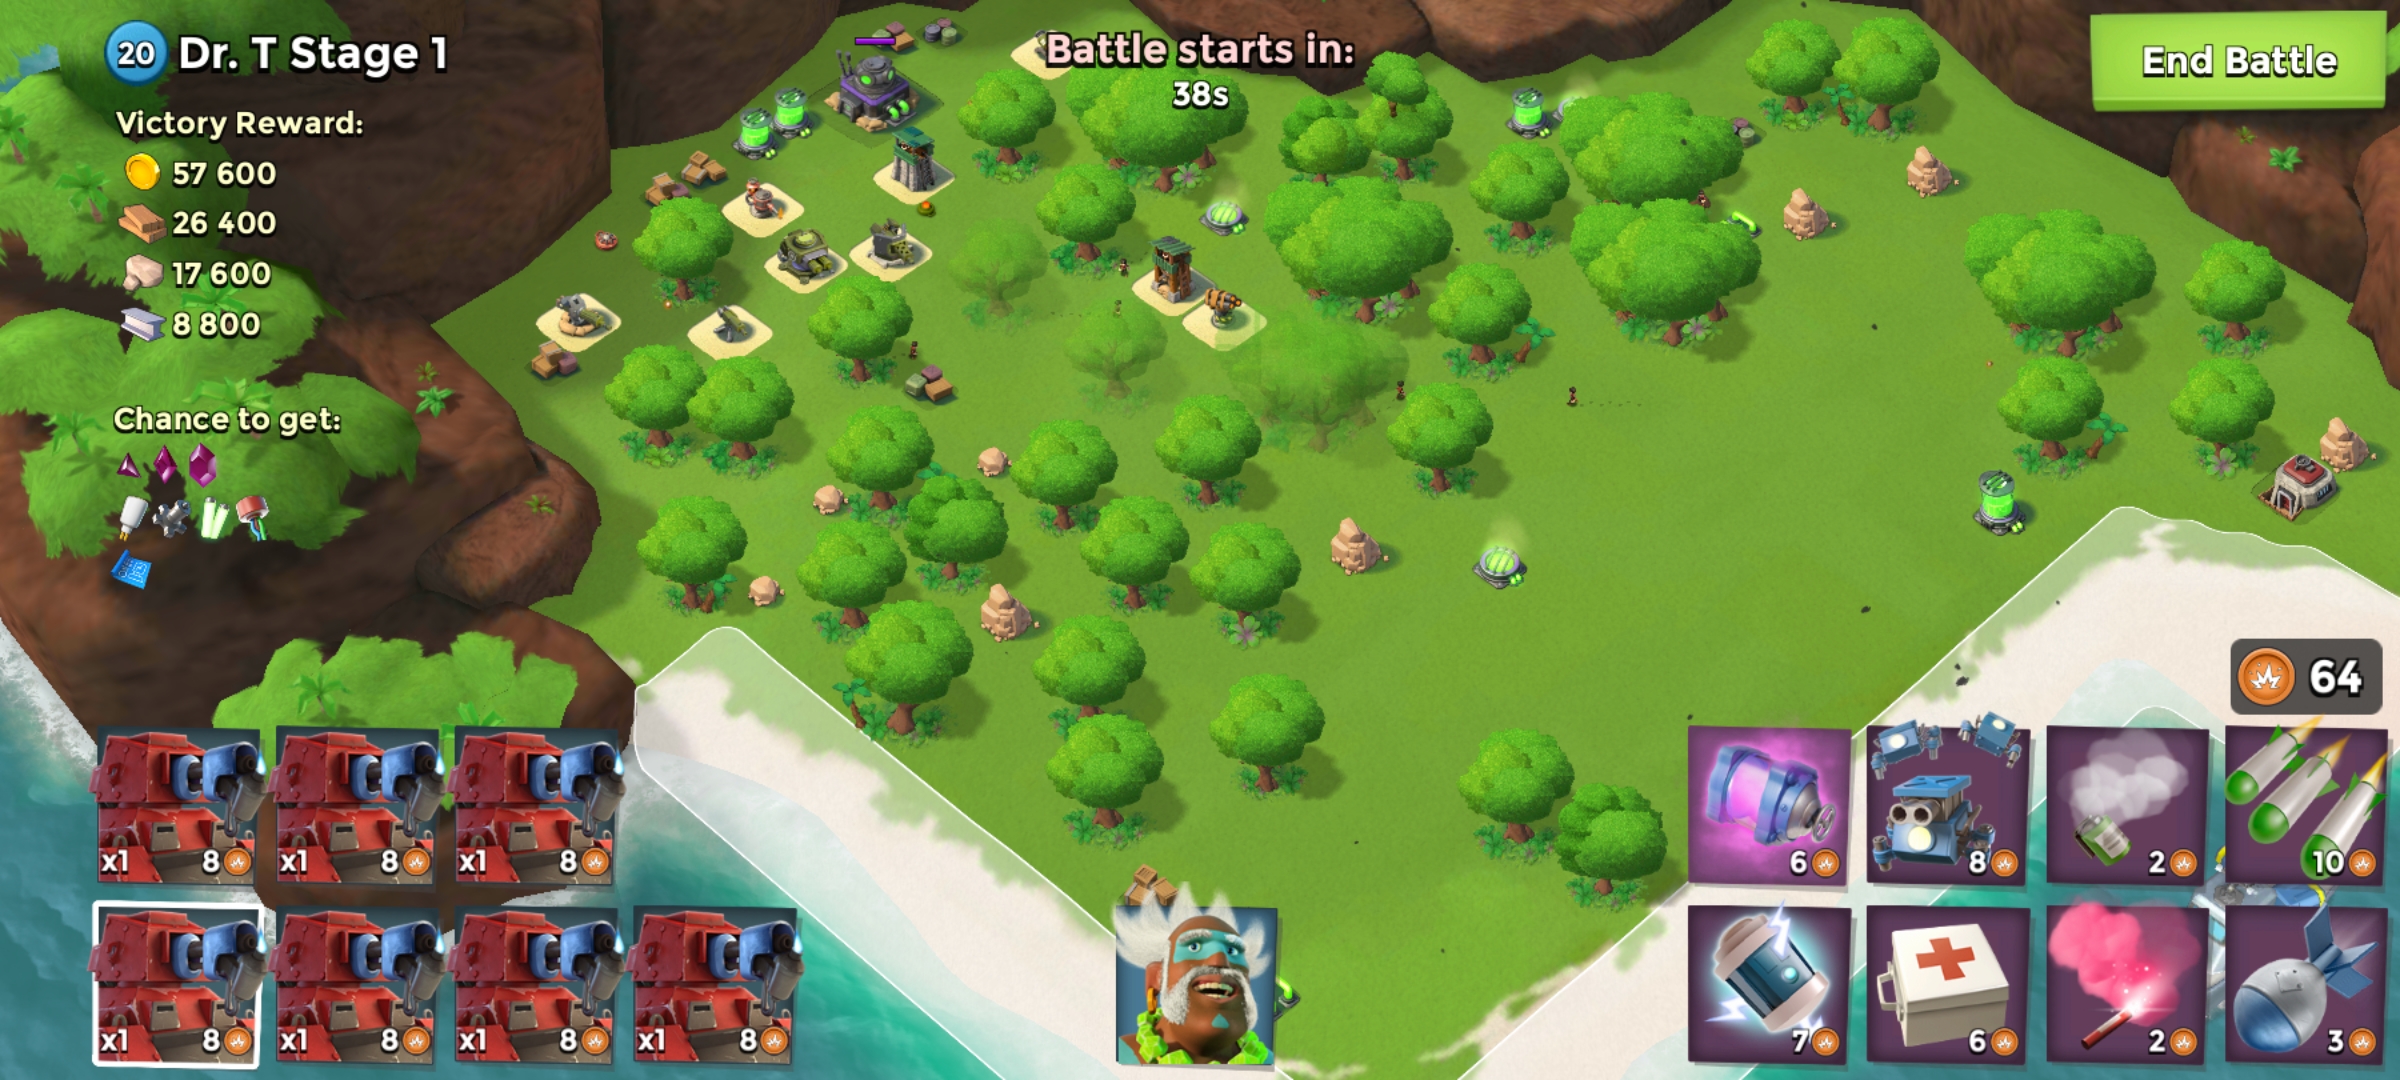 20 Dr. T Stage 1
Battle starts in:
38s
End Battle
Victory Reward:
57 600
26 400
17 600
8 800
Chance to get:
64
x1 8 x1 8 x1 8
6 8 2 10
x1 8 x1 8 x1 8 x1 8
7 6 2 3